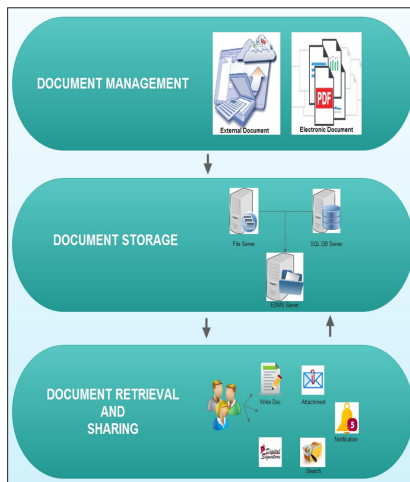 DOCUMENT MANAGEMENT
External Document
Electronic Document
PDF
DOCUMENT STORAGE
File Server
SQL DB Server
EDMS Server
DOCUMENT RETRIEVAL
AND
SHARING
Write Doc.
Attachment
5
Notification
Digital
Signature
Search